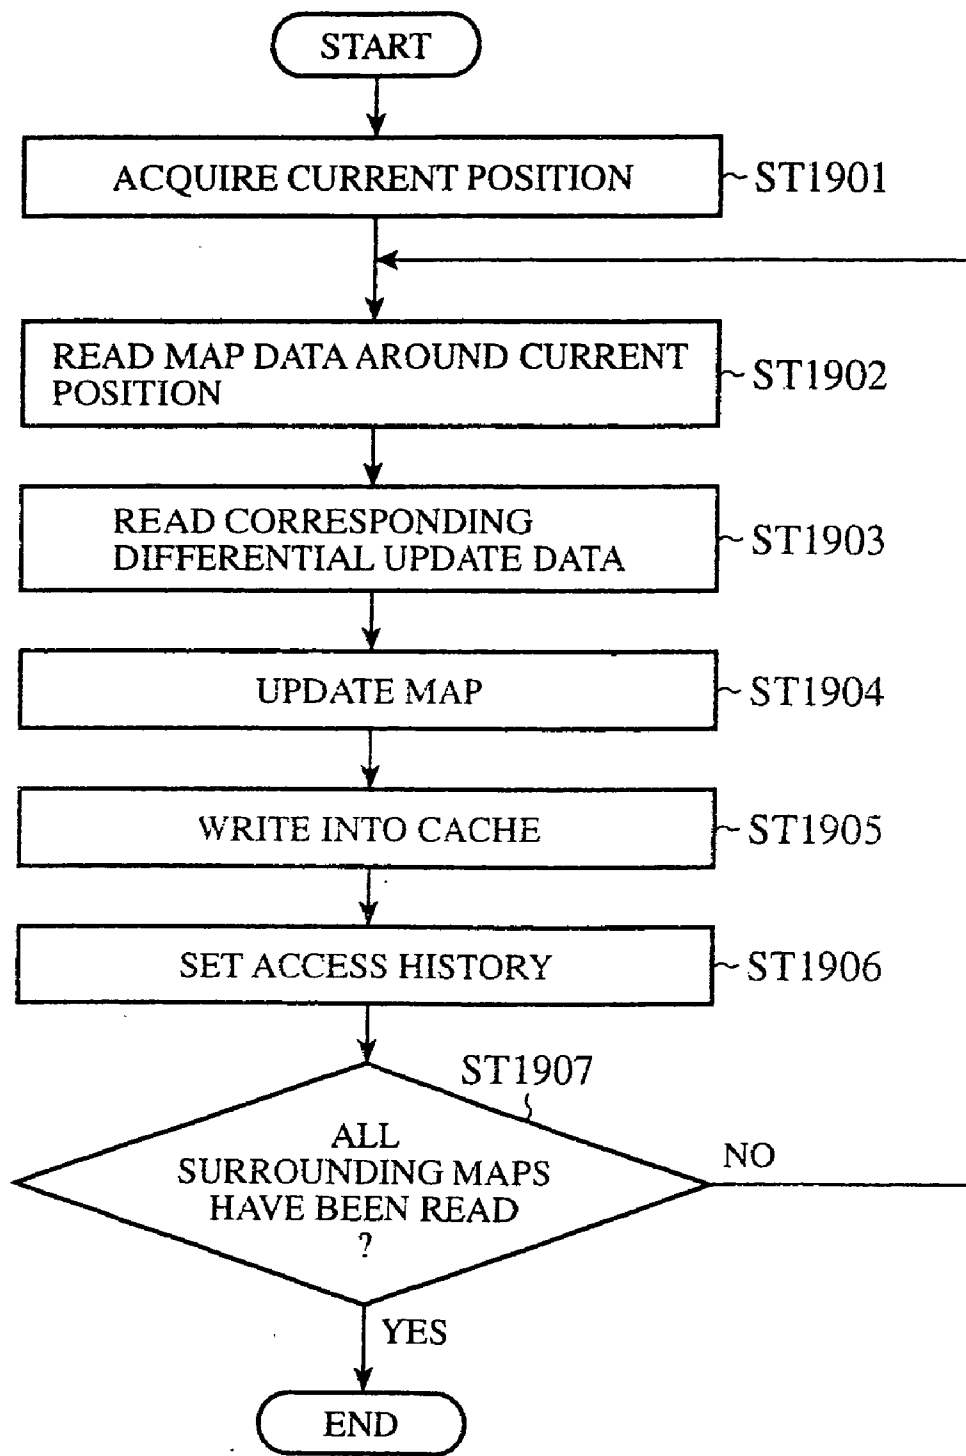 START
ACQUIRE CURRENT POSITION
ST1901
READ MAP DATA AROUND CURRENT
POSITION
ST1902
READ CORRESPONDING
DIFFERENTIAL UPDATE DATA
ST1903
UPDATE MAP
ST1904
WRITE INTO CACHE
ST1905
SET ACCESS HISTORY
ST1906
ST1907
ALL
SURROUNDING MAPS
HAVE BEEN READ
?
NO
YES
END